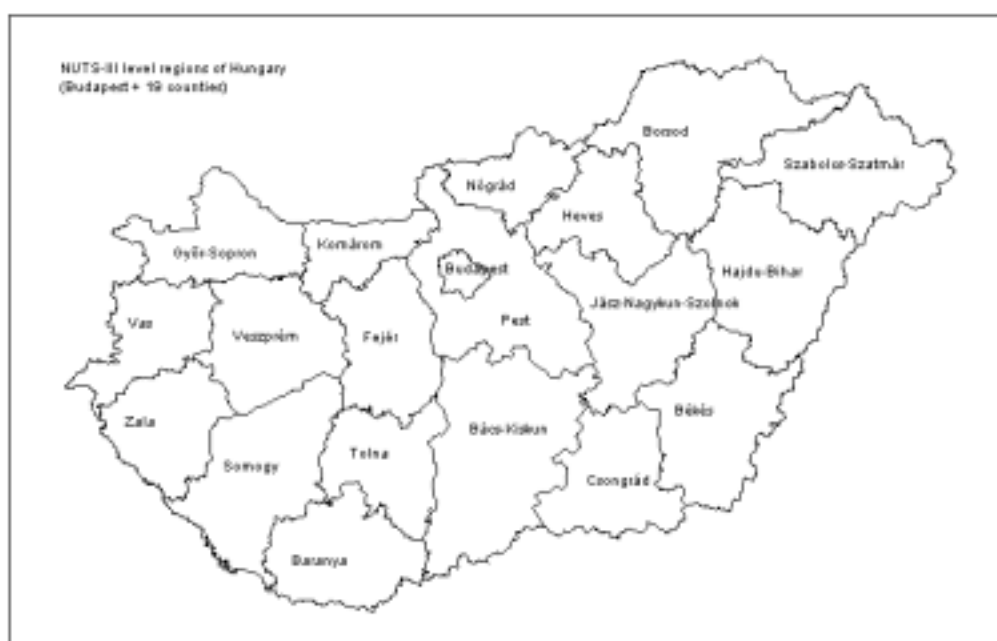 NUTS-III level regions of Hungary
(Budapest + 19 counties)
Borsod
Szabolcs-Szatmár
Nógrád
Heves
Győr-Sopron
Komárom
Budapest
Hajdu-Bihar
Jász-Nagykun-Szolnok
Vas
Veszprém
Fejér
Pest
Zala
Békés
Bács-Kiskun
Tolna
Somogy
Csongrád
Baranya